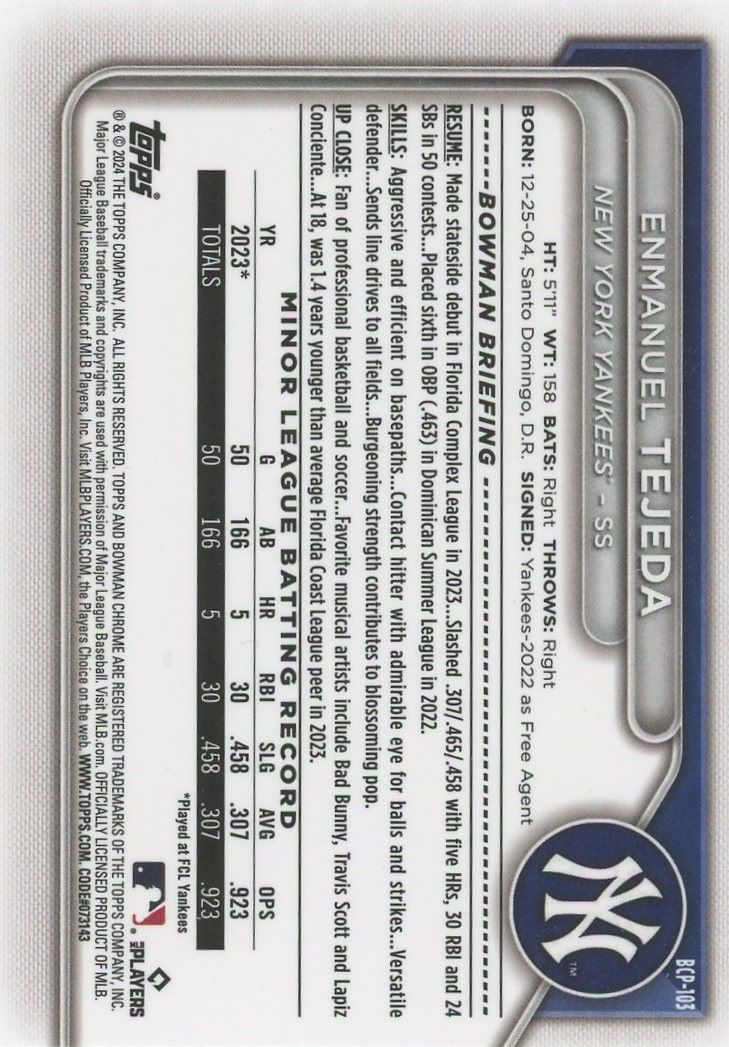 BCP-103
ENMANUEL TEJEDA
NEW YORK YANKEES® – SS
HT: 5'11" WT: 158 BATS: Right THROWS: Right
BORN: 12-25-04, Santo Domingo, D.R. SIGNED: Yankees-2022 as Free Agent
NY™
BOWMAN BRIEFING
RESUME: Made stateside debut in Florida Complex League in 2023...Slashed .307/.465/.458 with five HRs, 30 RBI and 24
SBs in 50 contests...Placed sixth in OBP (.463) in Dominican Summer League in 2022.
SKILLS: Aggressive and efficient on basepaths...Contact hitter with admirable eye for balls and strikes...Versatile
defender...Sends line drives to all fields...Burgeoning strength contributes to blossoming pop.
UP CLOSE: Fan of professional basketball and soccer...Favorite musical artists include Bad Bunny, Travis Scott and Lapiz
Conciente...At 18, was 1.4 years younger than average Florida Coast League peer in 2023.
MINOR LEAGUE BATTING RECORD
YR G AB HR RBI SLG AVG OPS
2023* 50 166 5 30 .458 .307 .923
TOTALS 50 166 5 30 .458 .307 .923
*Played at FCL Yankees
topps®
MLB PLAYERS
® & © 2024 THE TOPPS COMPANY, INC. ALL RIGHTS RESERVED. TOPPS AND BOWMAN CHROME ARE REGISTERED TRADEMARKS OF THE TOPPS COMPANY, INC.
Major League Baseball trademarks and copyrights are used with permission of Major League Baseball. Visit MLB.com. OFFICIALLY LICENSED PRODUCT OF MLB.
Officially Licensed Product of MLB Players, Inc. Visit MLBPLAYERS.COM, the Players Choice on the web. WWW.TOPPS.COM. CODE#073143